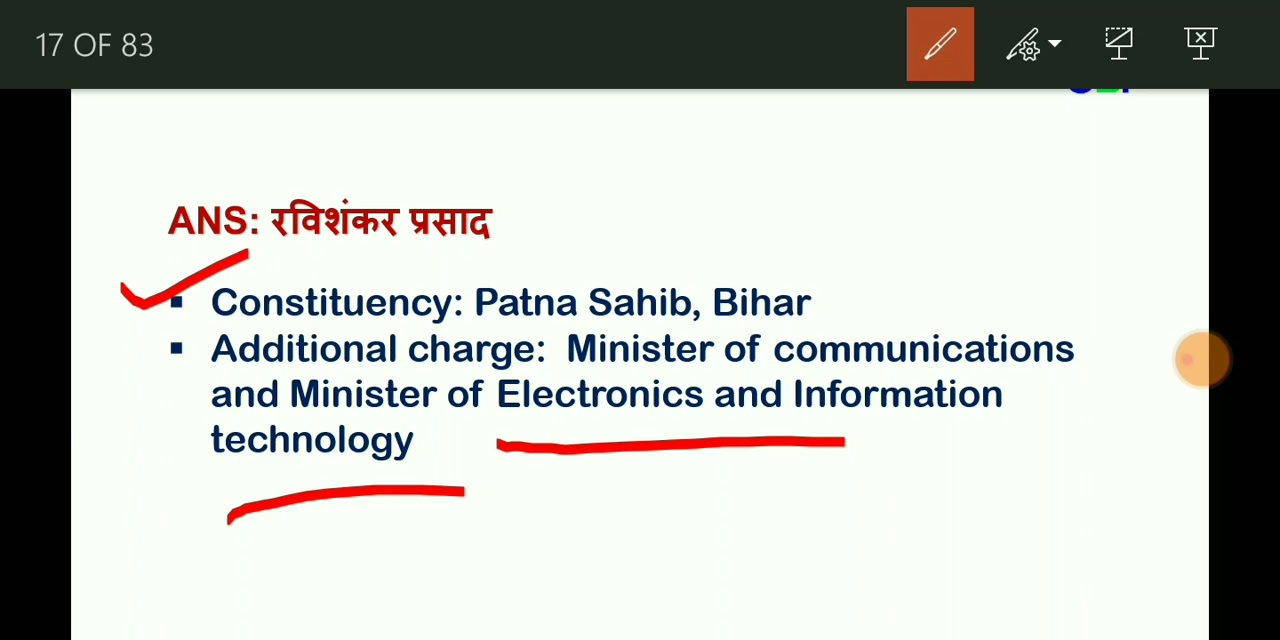 17 OF 83
ANS: रविशंकर प्रसाद
▪ Constituency: Patna Sahib, Bihar
▪ Additional charge: Minister of communications
and Minister of Electronics and Information
technology